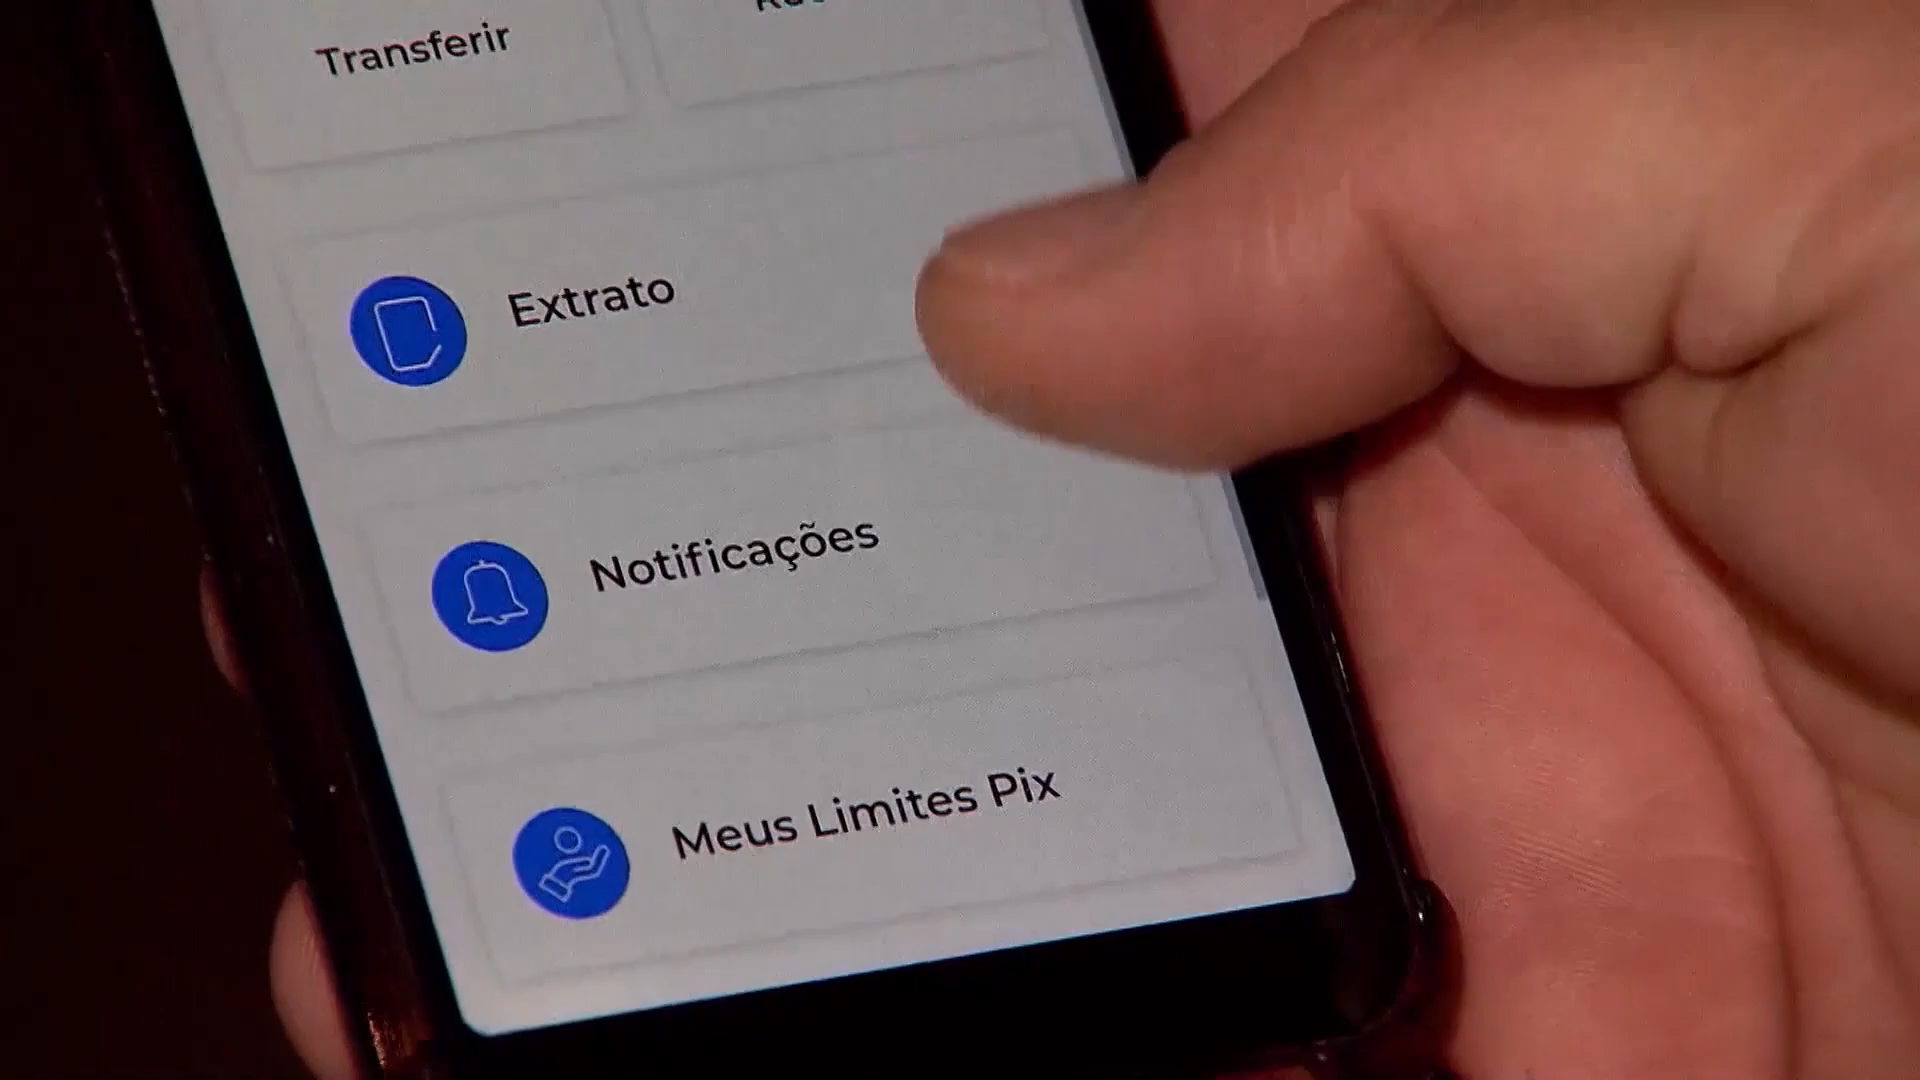 Transferir
Extrato
Notificações
Meus Limites Pix